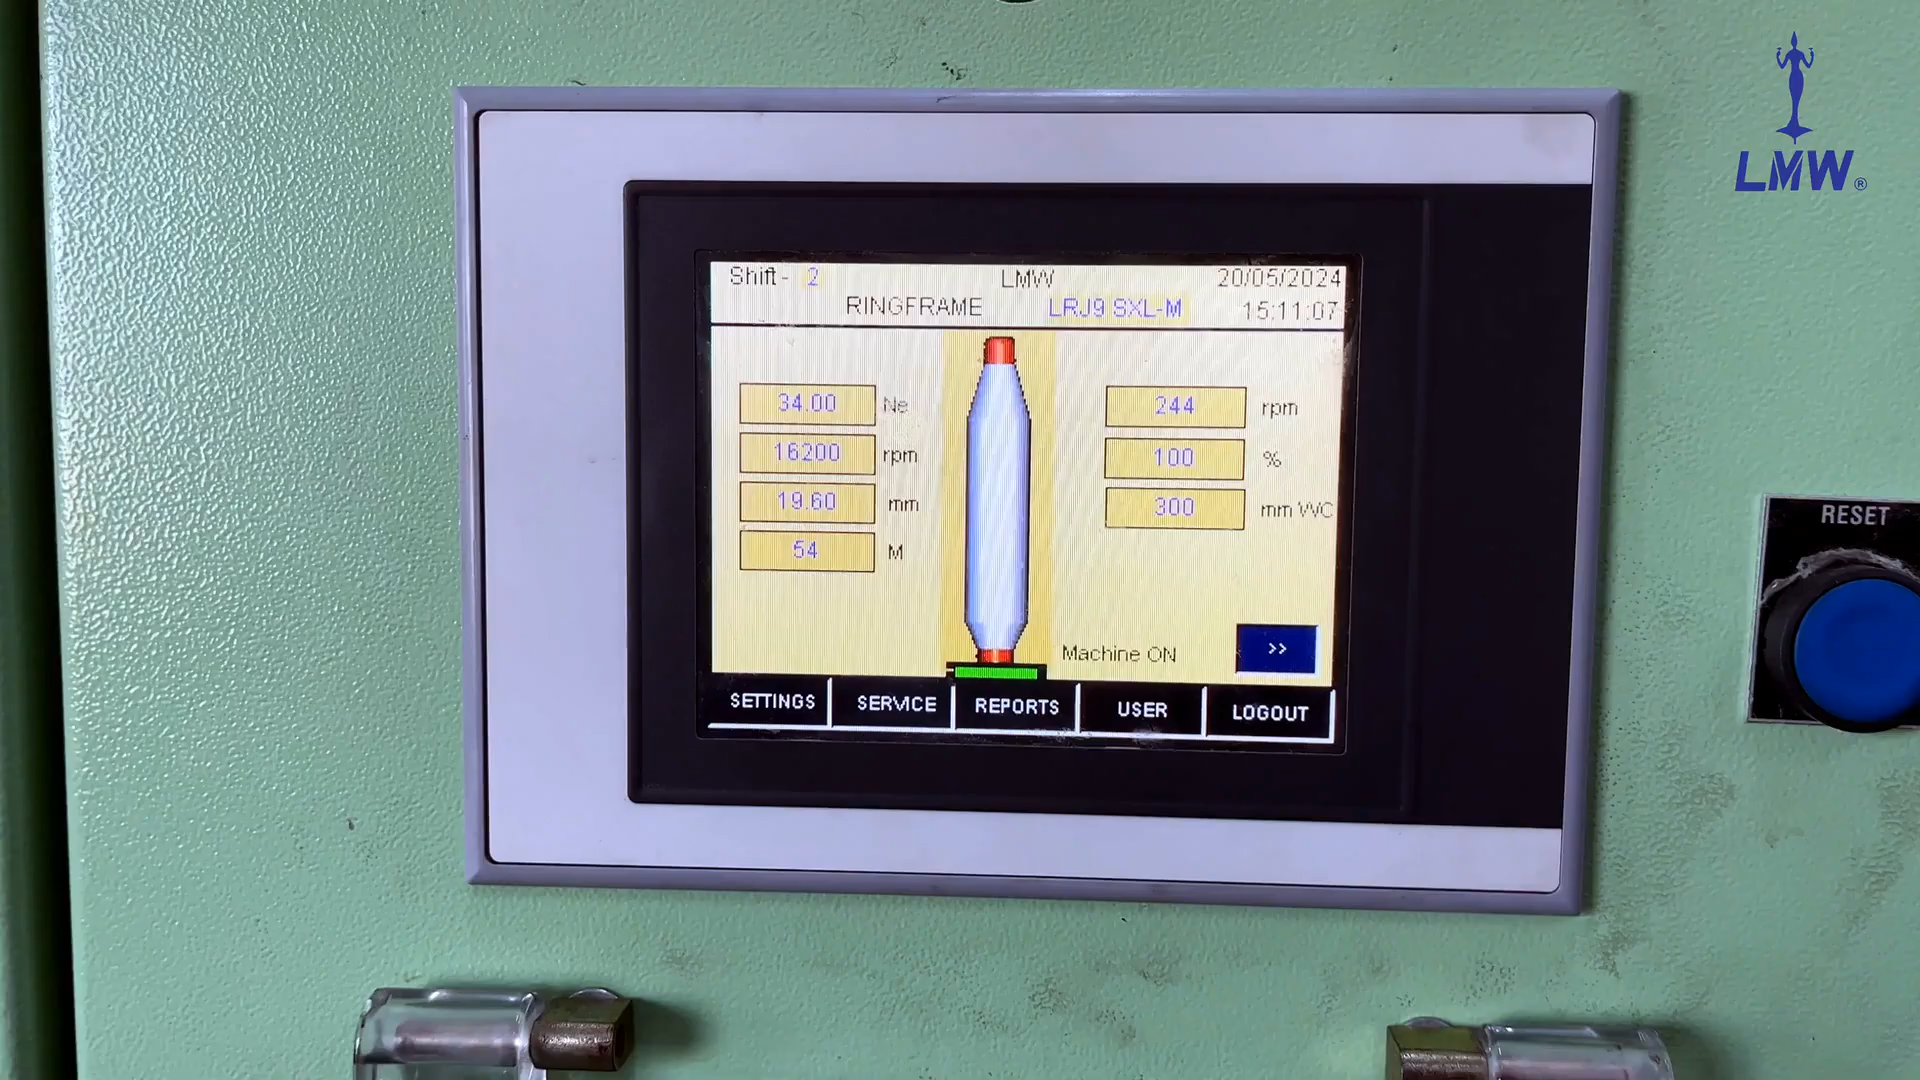 LMW®
Shift - 2 LMW 20/05/2024
RINGFRAME LRJ9 SXL-M 15:11:07
34.00 Ne 244 rpm
16200 rpm 100 %
19.60 mm 300 mm WC
54 M
Machine ON >>
SETTINGS SERVICE REPORTS USER LOGOUT
RESET